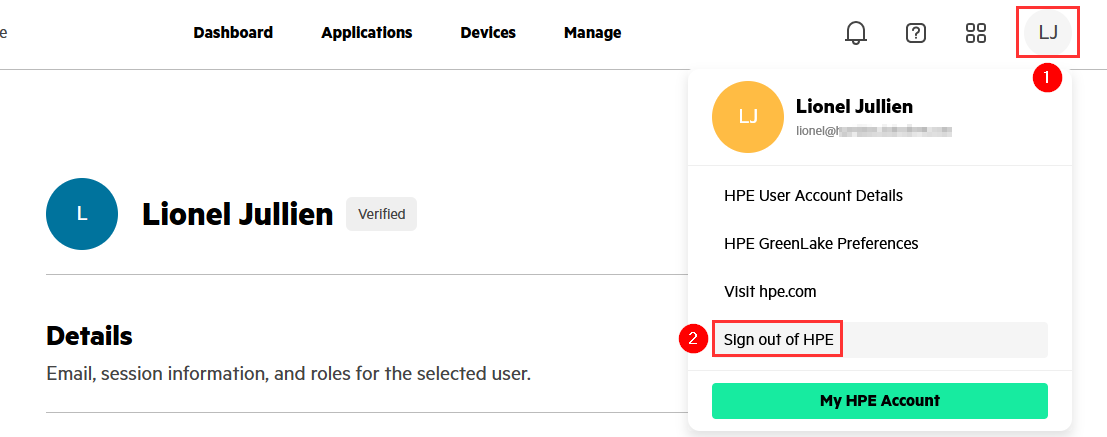 e
Dashboard
Applications
Devices
Manage
LJ
1
LJ
Lionel Jullien
lionel@
L
Lionel Jullien
Verified
HPE User Account Details
HPE GreenLake Preferences
Visit hpe.com
2
Sign out of HPE
My HPE Account
Details
Email, session information, and roles for the selected user.